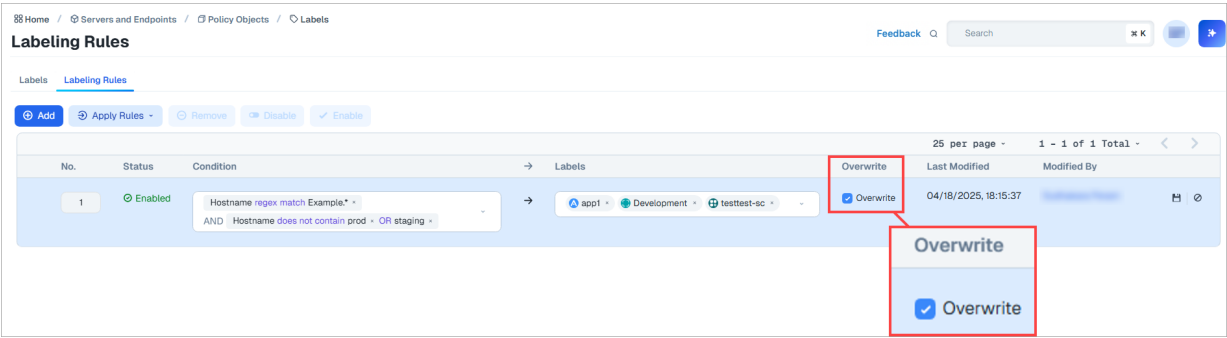 Home / Servers and Endpoints / Policy Objects / Labels
Labeling Rules
Feedback Search ⌘ K
Labels Labeling Rules
Add Apply Rules Remove Disable Enable
25 per page 1 – 1 of 1 Total
No. Status Condition → Labels Overwrite Last Modified Modified By
1 Enabled Hostname regex match Example.* × → app1 × Development × testtest-sc × Overwrite 04/18/2025, 18:15:37
AND Hostname does not contain prod × OR staging ×
Overwrite
Overwrite